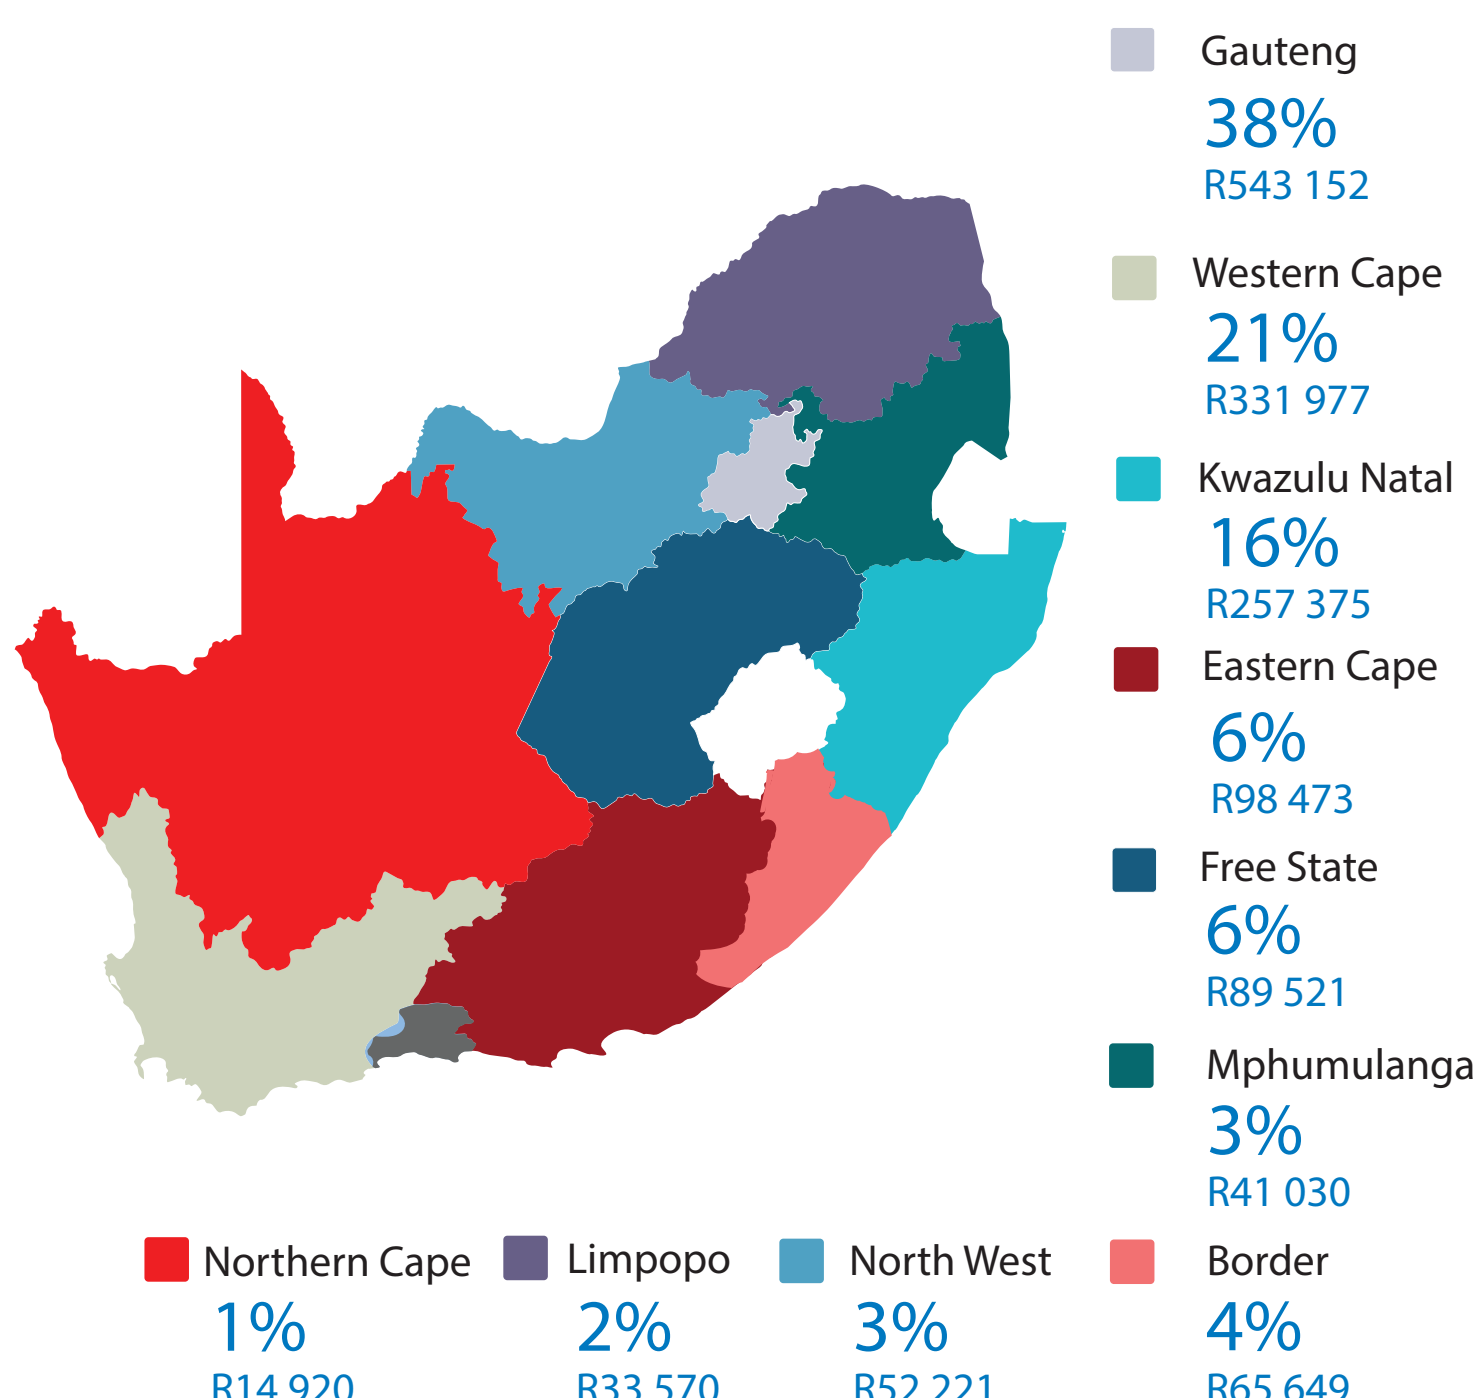 Gauteng
38%
R543 152
Western Cape
21%
R331 977
Kwazulu Natal
16%
R257 375
Eastern Cape
6%
R98 473
Free State
6%
R89 521
Mphumulanga
3%
R41 030
Northern Cape
1%
R14 920
Limpopo
2%
R33 570
North West
3%
R52 221
Border
4%
R65 649